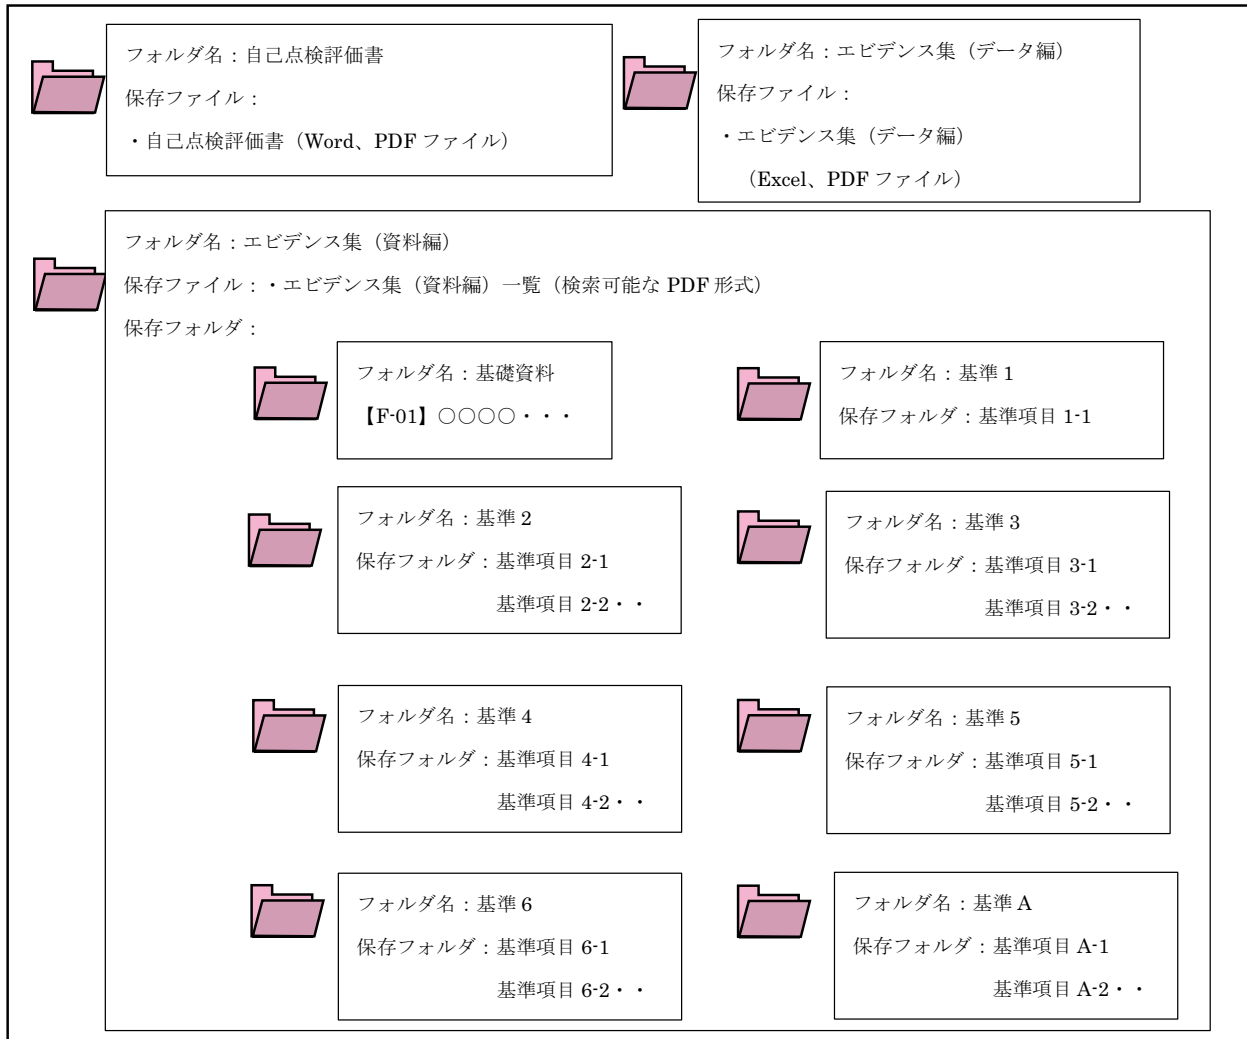 フォルダ名：自己点検評価書
保存ファイル：
・自己点検評価書（Word、PDF ファイル）
フォルダ名：エビデンス集（データ編）
保存ファイル：
・エビデンス集（データ編）
（Excel、PDF ファイル）
フォルダ名：エビデンス集（資料編）
保存ファイル：・エビデンス集（資料編）一覧（検索可能な PDF 形式）
保存フォルダ：
フォルダ名：基礎資料
【F-01】○○○○・・・
フォルダ名：基準 1
保存フォルダ：基準項目 1-1
フォルダ名：基準 2
保存フォルダ：基準項目 2-1
基準項目 2-2・・
フォルダ名：基準 3
保存フォルダ：基準項目 3-1
基準項目 3-2・・
フォルダ名：基準 4
保存フォルダ：基準項目 4-1
基準項目 4-2・・
フォルダ名：基準 5
保存フォルダ：基準項目 5-1
基準項目 5-2・・
フォルダ名：基準 6
保存フォルダ：基準項目 6-1
基準項目 6-2・・
フォルダ名：基準 A
保存フォルダ：基準項目 A-1
基準項目 A-2・・